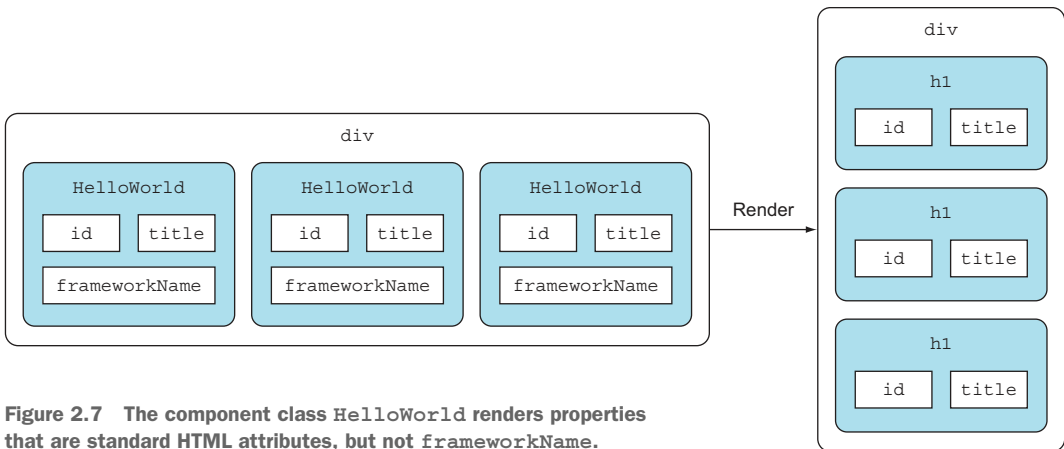 div
HelloWorld
id title
frameworkName
HelloWorld
id title
frameworkName
HelloWorld
id title
frameworkName
Render
div
h1
id title
h1
id title
h1
id title
Figure 2.7 The component class HelloWorld renders properties
that are standard HTML attributes, but not frameworkName.